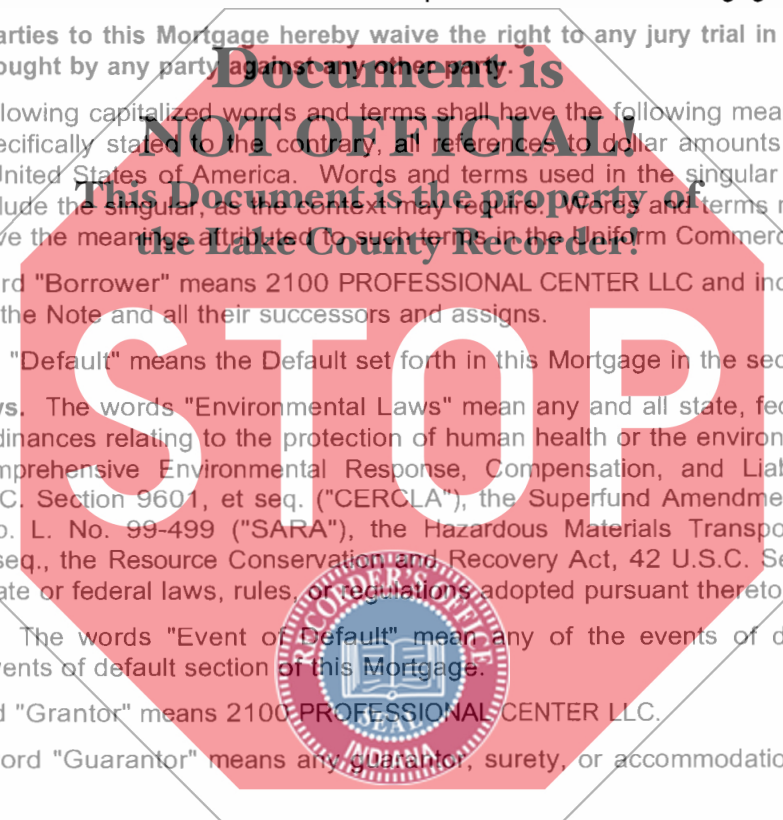 arties to this Mortgage hereby waive the right to any jury trial in
ought by any party against any other party.
Document is
lowing capitalized words and terms shall have the following mea
NOT OFFICIAL!
ecifically stated to the contrary, all references to dollar amounts
United States of America. Words and terms used in the singular
This Document is the property of
lude the singular, as the context may require. Words and terms
ve the meanings attributed to such terms in the Uniform Commerc
the Lake County Recorder!
rd "Borrower" means 2100 PROFESSIONAL CENTER LLC and inc
the Note and all their successors and assigns.
STOP
"Default" means the Default set forth in this Mortgage in the sec
ws. The words "Environmental Laws" mean any and all state, fed
dinances relating to the protection of human health or the environ
mprehensive Environmental Response, Compensation, and Liab
C. Section 9601, et seq. ("CERCLA"), the Superfund Amendme
b. L. No. 99-499 ("SARA"), the Hazardous Materials Transpo
seq., the Resource Conservation and Recovery Act, 42 U.S.C. Se
ate or federal laws, rules, or regulations adopted pursuant thereto
The words "Event of Default" mean any of the events of d
vents of default section of this Mortgage.
RECORDER'S OFFICE
SEAL
INDIANA
d "Grantor" means 2100 PROFESSIONAL CENTER LLC.
ord "Guarantor" means any guarantor, surety, or accommodatio